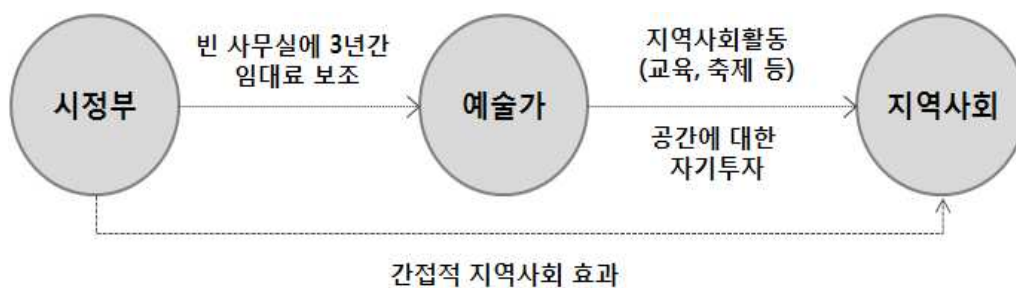 시정부
빈 사무실에 3년간
임대료 보조
예술가
지역사회활동
(교육, 축제 등)
공간에 대한
자기투자
지역사회
간접적 지역사회 효과